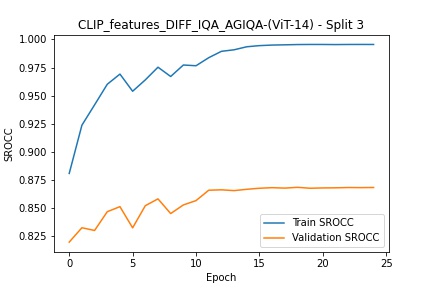 CLIP_features_DIFF_IQA_AGIQA-(ViT-14) - Split 3
1.000
0.975
0.950
0.925
0.900
0.875
0.850
0.825
SROCC
Train SROCC
Validation SROCC
0 5 10 15 20 25
Epoch